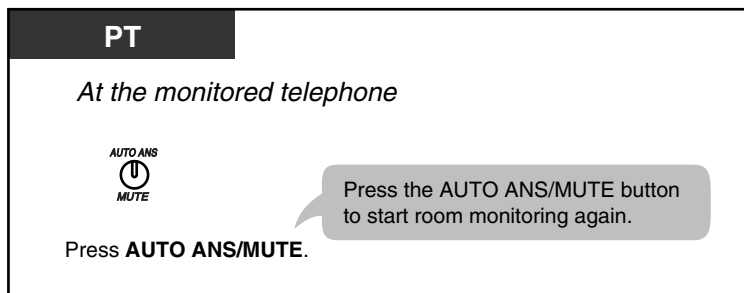 PT
At the monitored telephone
AUTO ANS
MUTE
Press the AUTO ANS/MUTE button
to start room monitoring again.
Press AUTO ANS/MUTE.